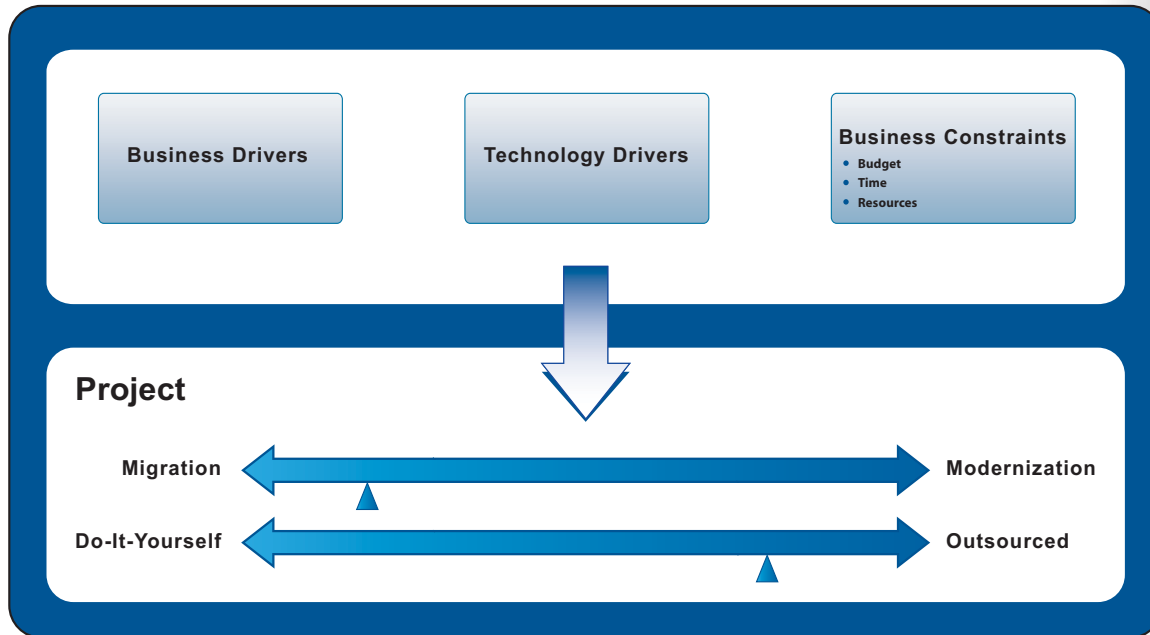 Business Drivers
Technology Drivers
Business Constraints
• Budget
• Time
• Resources
Project
Migration
Modernization
Do-It-Yourself
Outsourced